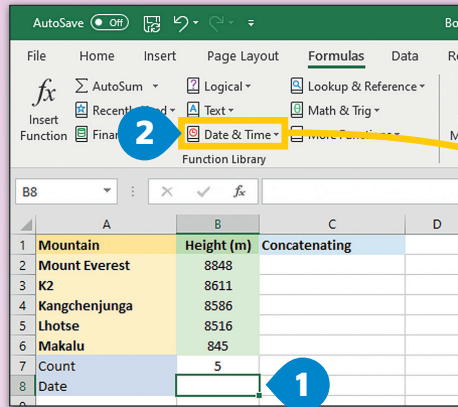 AutoSave Off
File Home Insert Page Layout Formulas Data
fx AutoSum Logical Lookup & Reference
Insert Function Text Math & Trig
2 Date & Time
Function Library
B8 fx
A B C D
1 Mountain Height (m) Concatenating
2 Mount Everest 8848
3 K2 8611
4 Kangchenjunga 8586
5 Lhotse 8516
6 Makalu 845
7 Count 5
8 Date 1